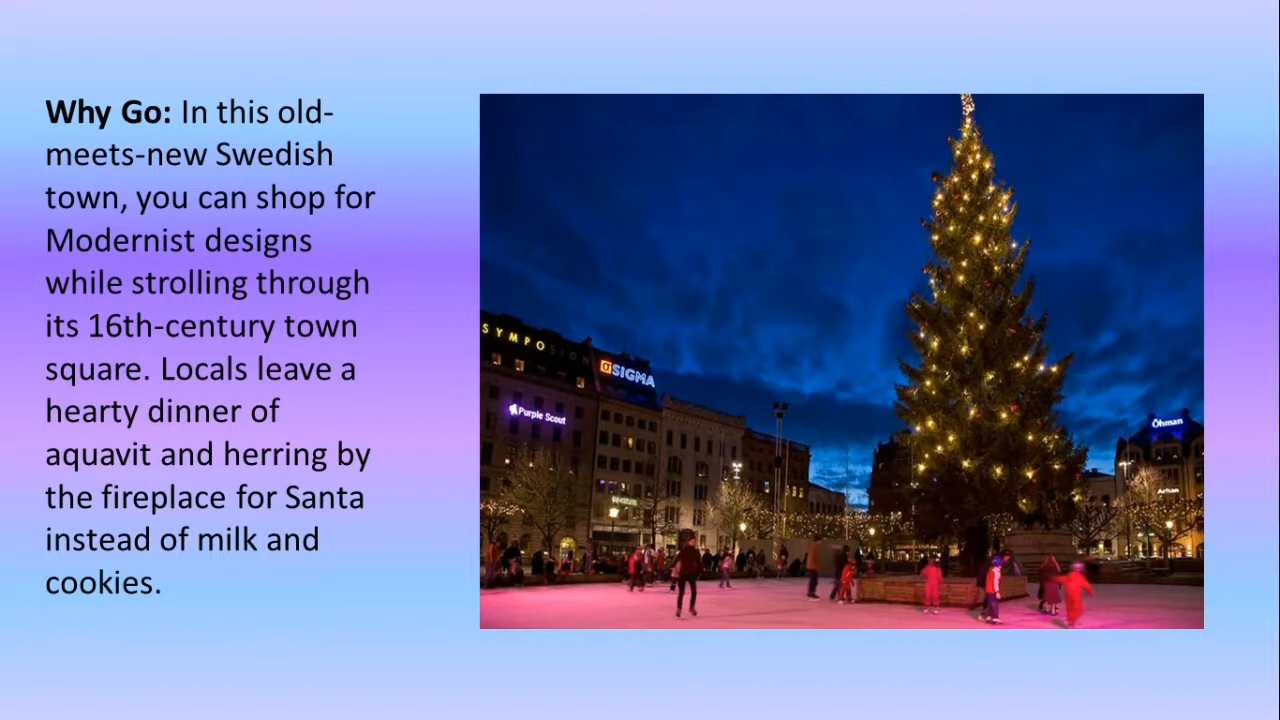 Why Go: In this old-
meets-new Swedish
town, you can shop for
Modernist designs
while strolling through
its 16th-century town
square. Locals leave a
hearty dinner of
aquavit and herring by
the fireplace for Santa
instead of milk and
cookies.
SYMPOSION
SIGMA
Purple Scout
Öhman